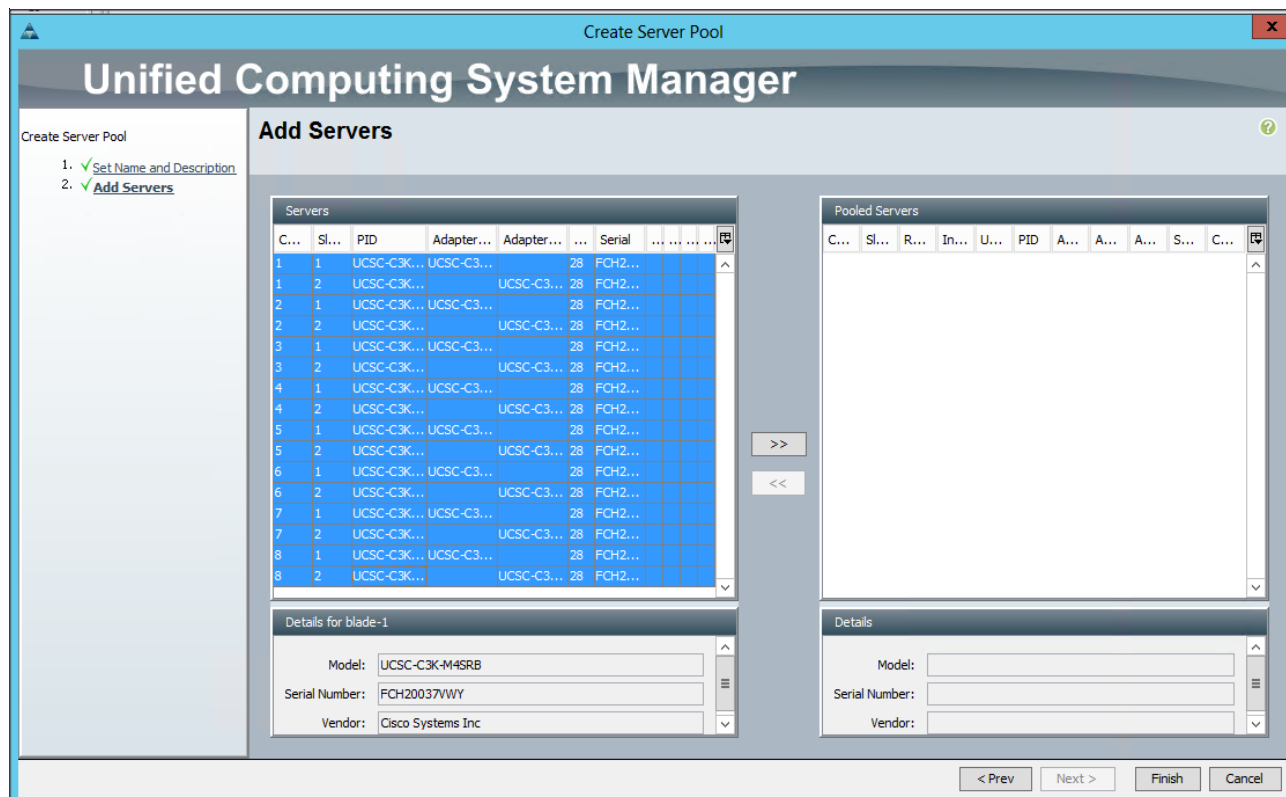 Create Server Pool
x
Unified Computing System Manager
Create Server Pool
1. Set Name and Description
2. Add Servers
Add Servers
?
Servers
C... Sl... PID Adapter... Adapter... ... Serial ... ... ... ...
1 1 UCSC-C3K... UCSC-C3... 28 FCH2...
1 2 UCSC-C3K... UCSC-C3... 28 FCH2...
2 1 UCSC-C3K... UCSC-C3... 28 FCH2...
2 2 UCSC-C3K... UCSC-C3... 28 FCH2...
3 1 UCSC-C3K... UCSC-C3... 28 FCH2...
3 2 UCSC-C3K... UCSC-C3... 28 FCH2...
4 1 UCSC-C3K... UCSC-C3... 28 FCH2...
4 2 UCSC-C3K... UCSC-C3... 28 FCH2...
5 1 UCSC-C3K... UCSC-C3... 28 FCH2...
5 2 UCSC-C3K... UCSC-C3... 28 FCH2...
6 1 UCSC-C3K... UCSC-C3... 28 FCH2...
6 2 UCSC-C3K... UCSC-C3... 28 FCH2...
7 1 UCSC-C3K... UCSC-C3... 28 FCH2...
7 2 UCSC-C3K... UCSC-C3... 28 FCH2...
8 1 UCSC-C3K... UCSC-C3... 28 FCH2...
8 2 UCSC-C3K... UCSC-C3... 28 FCH2...
Details for blade-1
Model: UCSC-C3K-M4SRB
Serial Number: FCH20037VWY
Vendor: Cisco Systems Inc
>>
<<
Pooled Servers
C... Sl... R... In... U... PID A... A... A... S... C...
Details
Model:
Serial Number:
Vendor:
< Prev Next > Finish Cancel